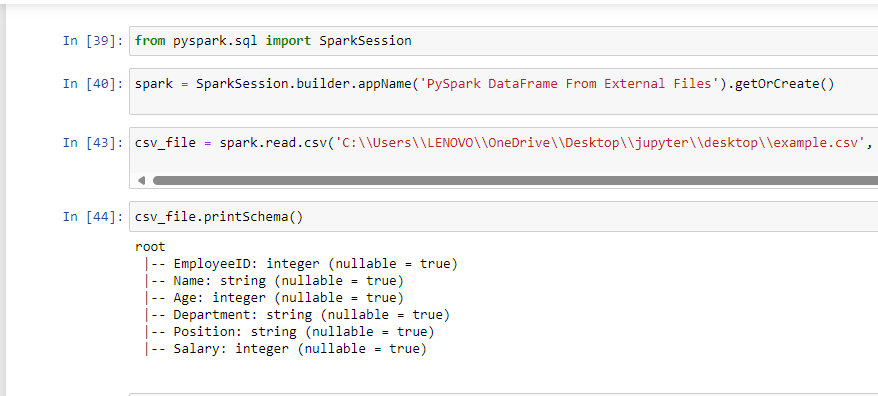 In [39]: from pyspark.sql import SparkSession
In [40]: spark = SparkSession.builder.appName('PySpark DataFrame From External Files').getOrCreate()
In [43]: csv_file = spark.read.csv('C:\\Users\\LENOVO\\OneDrive\\Desktop\\jupyter\\desktop\\example.csv',
In [44]: csv_file.printSchema()
root
|-- EmployeeID: integer (nullable = true)
|-- Name: string (nullable = true)
|-- Age: integer (nullable = true)
|-- Department: string (nullable = true)
|-- Position: string (nullable = true)
|-- Salary: integer (nullable = true)